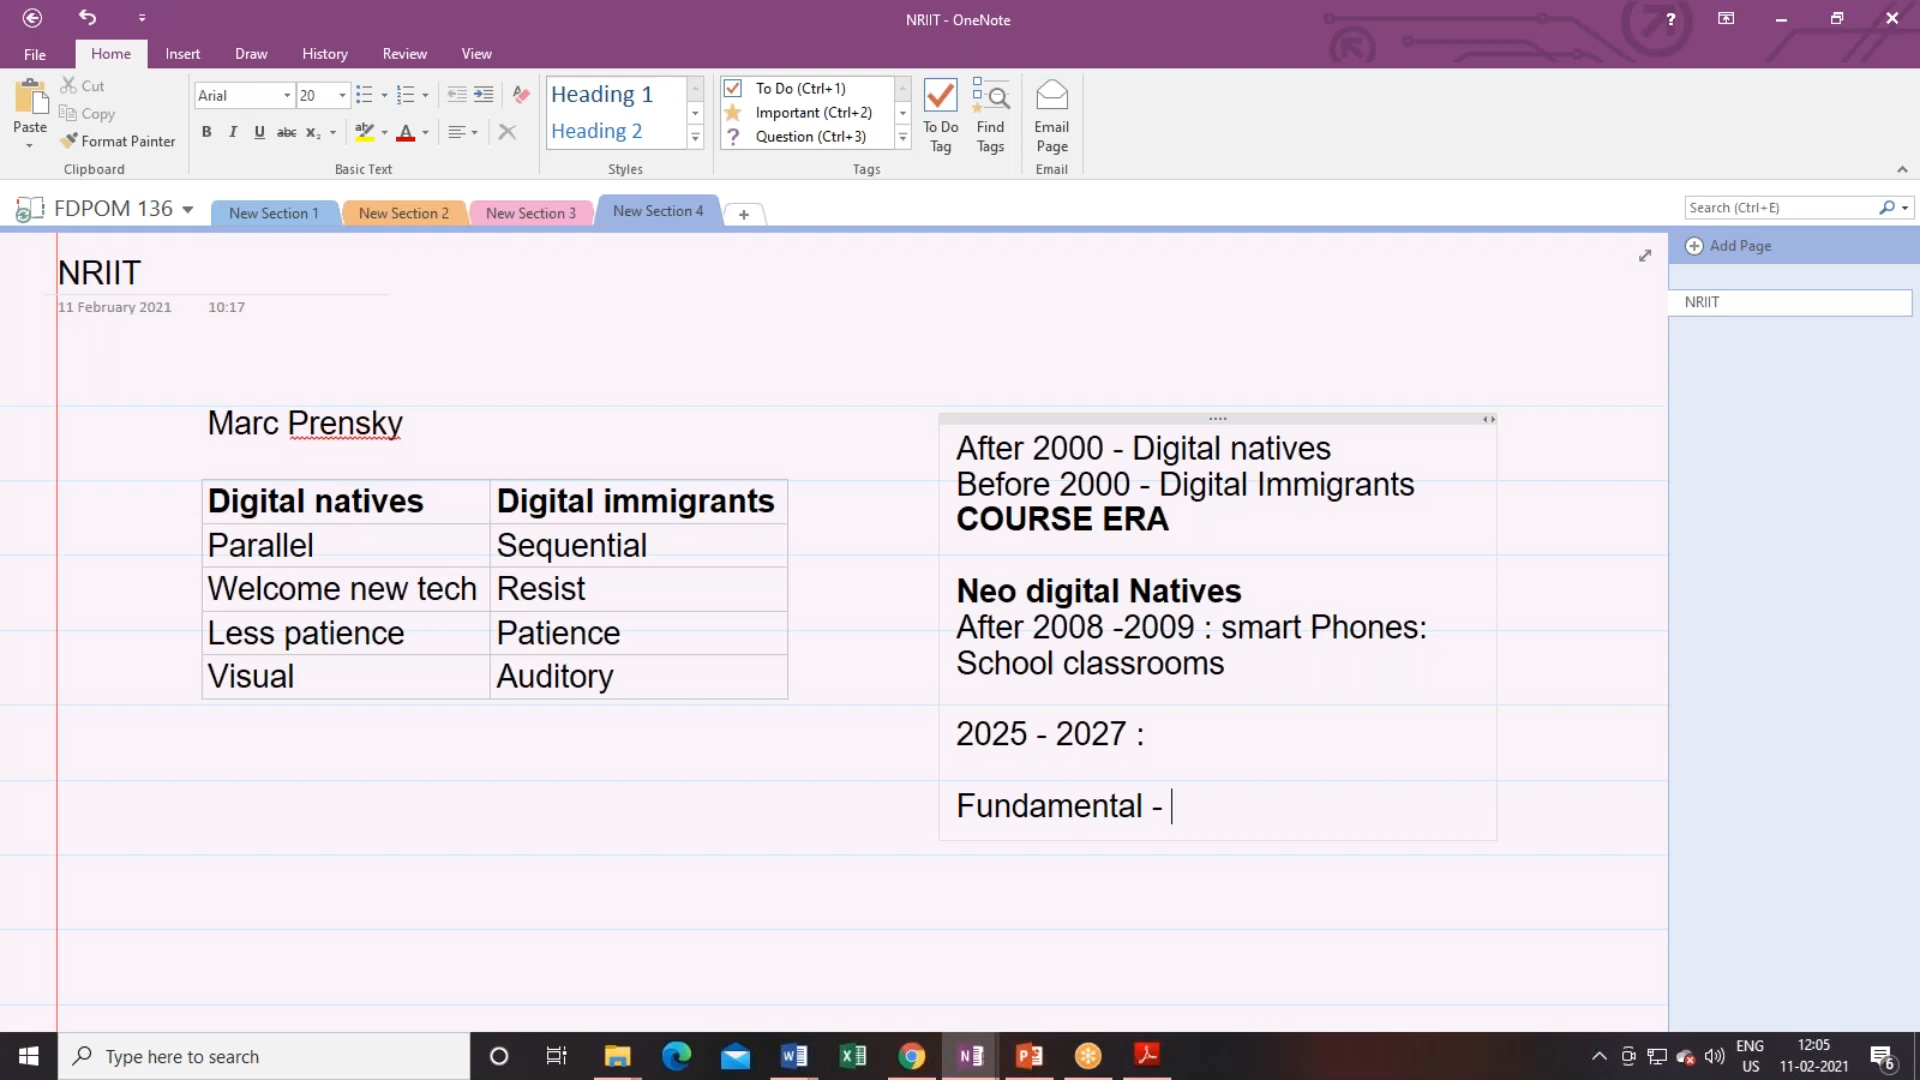 NRIIT - OneNote
?
File
Home
Insert
Draw
History
Review
View
Paste
Cut
Copy
Format Painter
Clipboard
Arial
20
B I U abc x₂
A
Basic Text
Heading 1
Heading 2
Styles
To Do (Ctrl+1)
Important (Ctrl+2)
? Question (Ctrl+3)
To Do Tag
Find Tags
Tags
Email Page
Email
FDPOM 136
New Section 1
New Section 2
New Section 3
New Section 4
+
Search (Ctrl+E)
Add Page
NRIIT
NRIIT
11 February 2021 10:17
Marc Prensky
Digital natives Digital immigrants
Parallel Sequential
Welcome new tech Resist
Less patience Patience
Visual Auditory
After 2000 - Digital natives
Before 2000 - Digital Immigrants
COURSE ERA
Neo digital Natives
After 2008 -2009 : smart Phones:
School classrooms
2025 - 2027 :
Fundamental -
Type here to search
ENG
US
12:05
11-02-2021
6